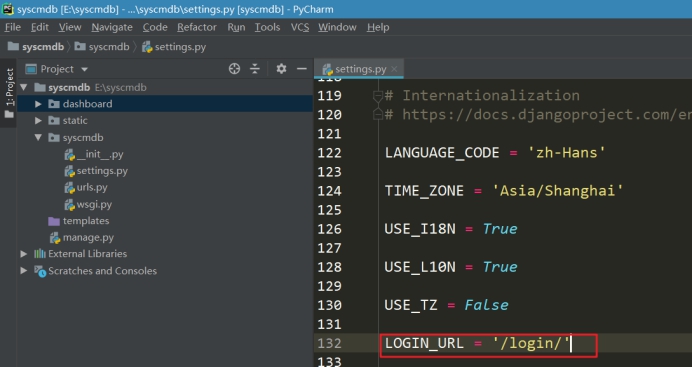 syscmdb [E:\syscmdb] - ...\syscmdb\settings.py [syscmdb] - PyCharm
File Edit View Navigate Code Refactor Run Tools VCS Window Help
syscmdb syscmdb settings.py
1: Project
Project
settings.py
syscmdb E:\syscmdb
dashboard
static
syscmdb
__init__.py
settings.py
urls.py
wsgi.py
templates
manage.py
External Libraries
Scratches and Consoles
118
119 # Internationalization
120 # https://docs.djangoproject.com/en
121
122 LANGUAGE_CODE = 'zh-Hans'
123
124 TIME_ZONE = 'Asia/Shanghai'
125
126 USE_I18N = True
127
128 USE_L10N = True
129
130 USE_TZ = False
131
132 LOGIN_URL = '/login/'
133